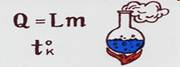 Q = Lm
t°K